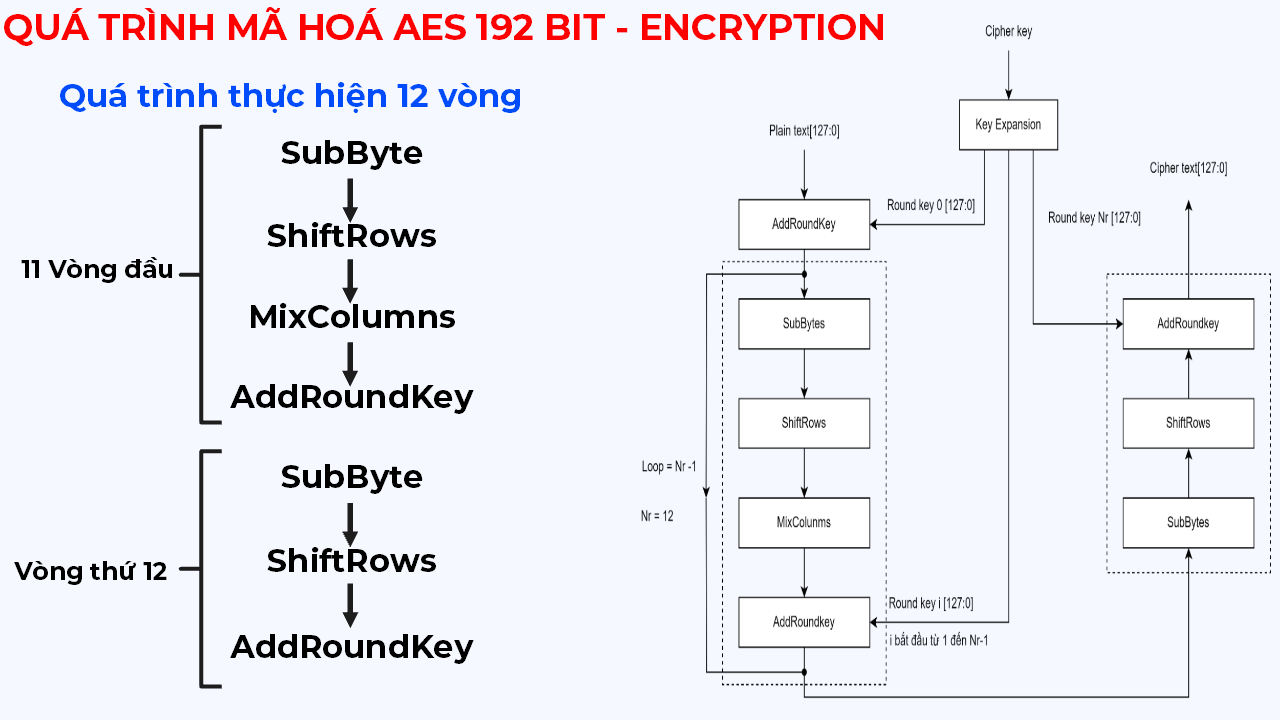 QUÁ TRÌNH MÃ HOÁ AES 192 BIT - ENCRYPTION
Quá trình thực hiện 12 vòng
11 Vòng đầu
SubByte
ShiftRows
MixColumns
AddRoundKey
Vòng thứ 12
SubByte
ShiftRows
AddRoundKey
Cipher key
Key Expansion
Plain text[127:0]
Round key 0 [127:0]
AddRoundKey
SubBytes
ShiftRows
MixColunms
AddRoundkey
Loop = Nr -1
Nr = 12
Round key i [127:0]
i bắt đầu từ 1 đến Nr-1
Cipher text[127:0]
Round key Nr [127:0]
AddRoundkey
ShiftRows
SubBytes